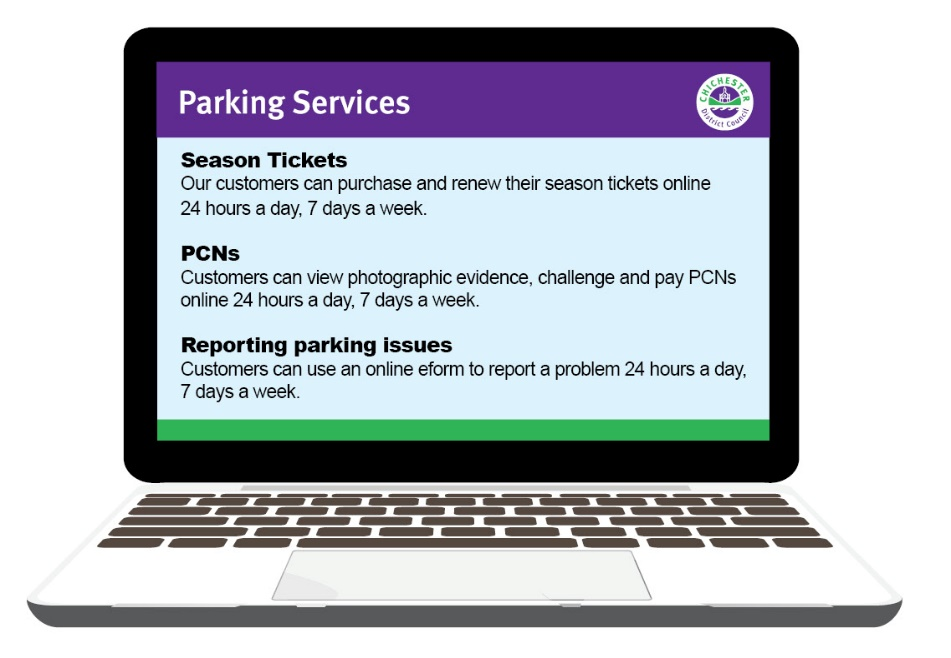 Parking Services
CHICHESTER
District Council
Season Tickets
Our customers can purchase and renew their season tickets online
24 hours a day, 7 days a week.
PCNs
Customers can view photographic evidence, challenge and pay PCNs
online 24 hours a day, 7 days a week.
Reporting parking issues
Customers can use an online eform to report a problem 24 hours a day,
7 days a week.